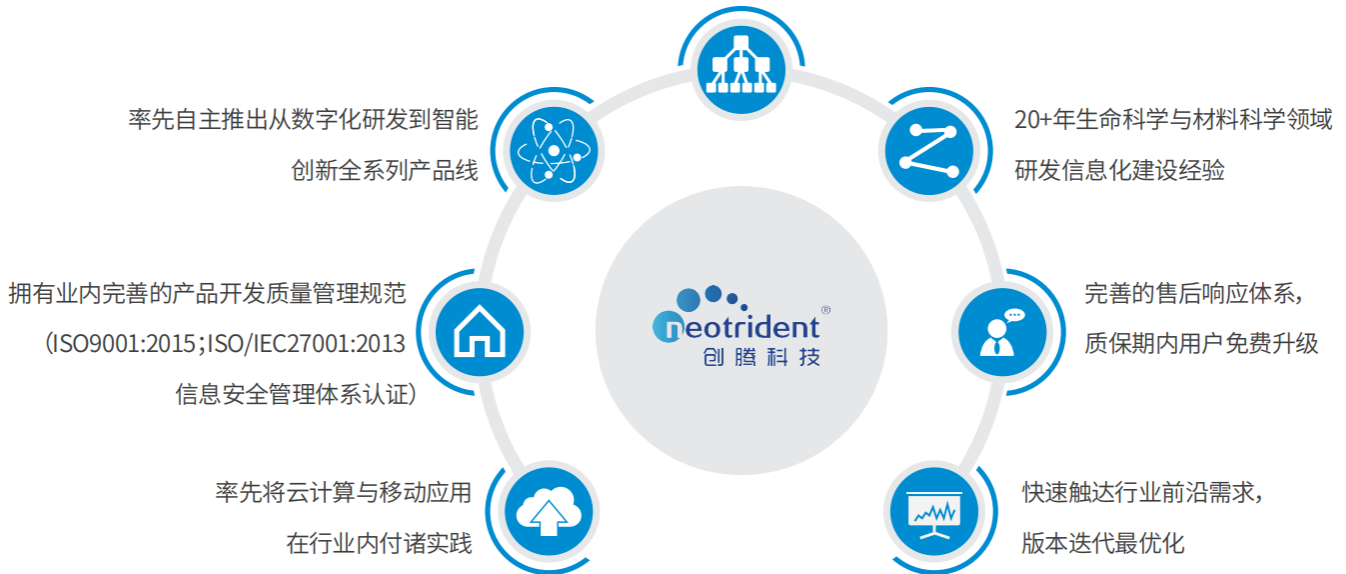 率先自主推出从数字化研发到智能
创新全系列产品线
拥有业内完善的产品开发质量管理规范
（ISO9001:2015；ISO/IEC27001:2013
信息安全管理体系认证）
率先将云计算与移动应用
在行业内付诸实践
neotrident®
创腾科技
20+年生命科学与材料科学领域
研发信息化建设经验
完善的售后响应体系，
质保期内用户免费升级
快速触达行业前沿需求，
版本迭代最优化